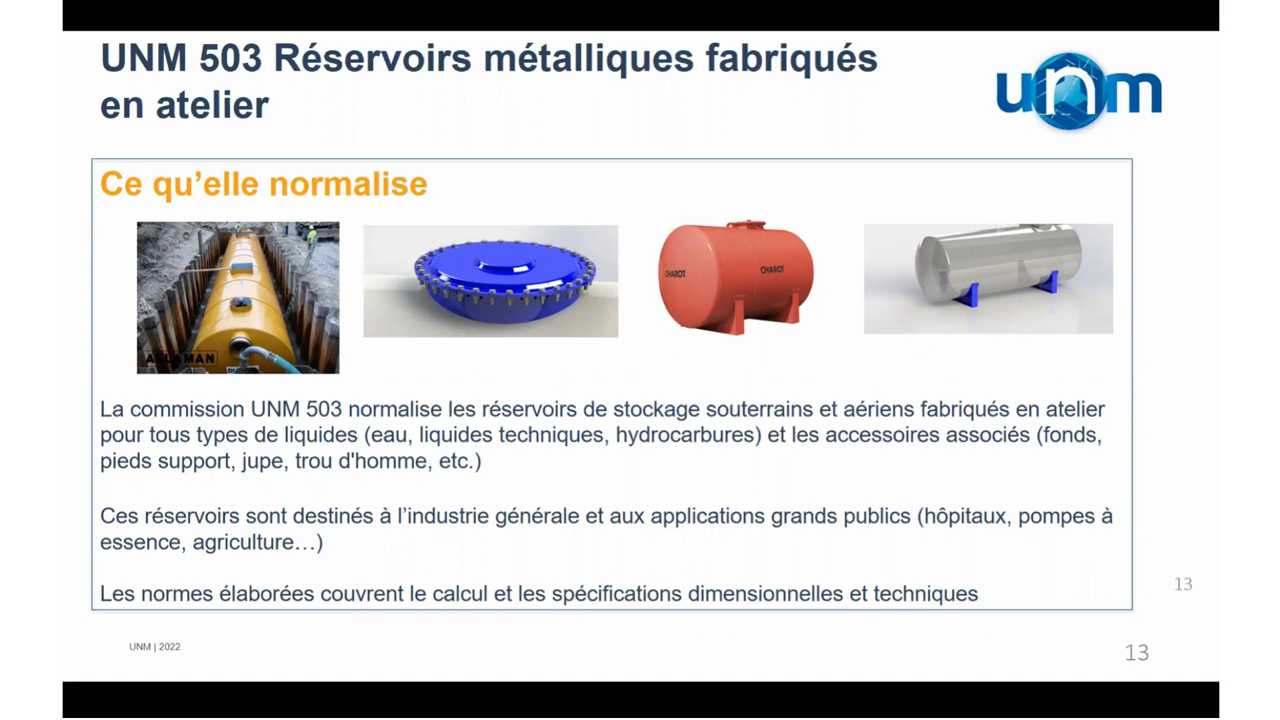 UNM 503 Réservoirs métalliques fabriqués
en atelier
unm
Ce qu’elle normalise
ALLAMAN
CHAROT
CHAROT
La commission UNM 503 normalise les réservoirs de stockage souterrains et aériens fabriqués en atelier
pour tous types de liquides (eau, liquides techniques, hydrocarbures) et les accessoires associés (fonds,
pieds support, jupe, trou d'homme, etc.)
Ces réservoirs sont destinés à l’industrie générale et aux applications grands publics (hôpitaux, pompes à
essence, agriculture…)
Les normes élaborées couvrent le calcul et les spécifications dimensionnelles et techniques
13
UNM | 2022
13